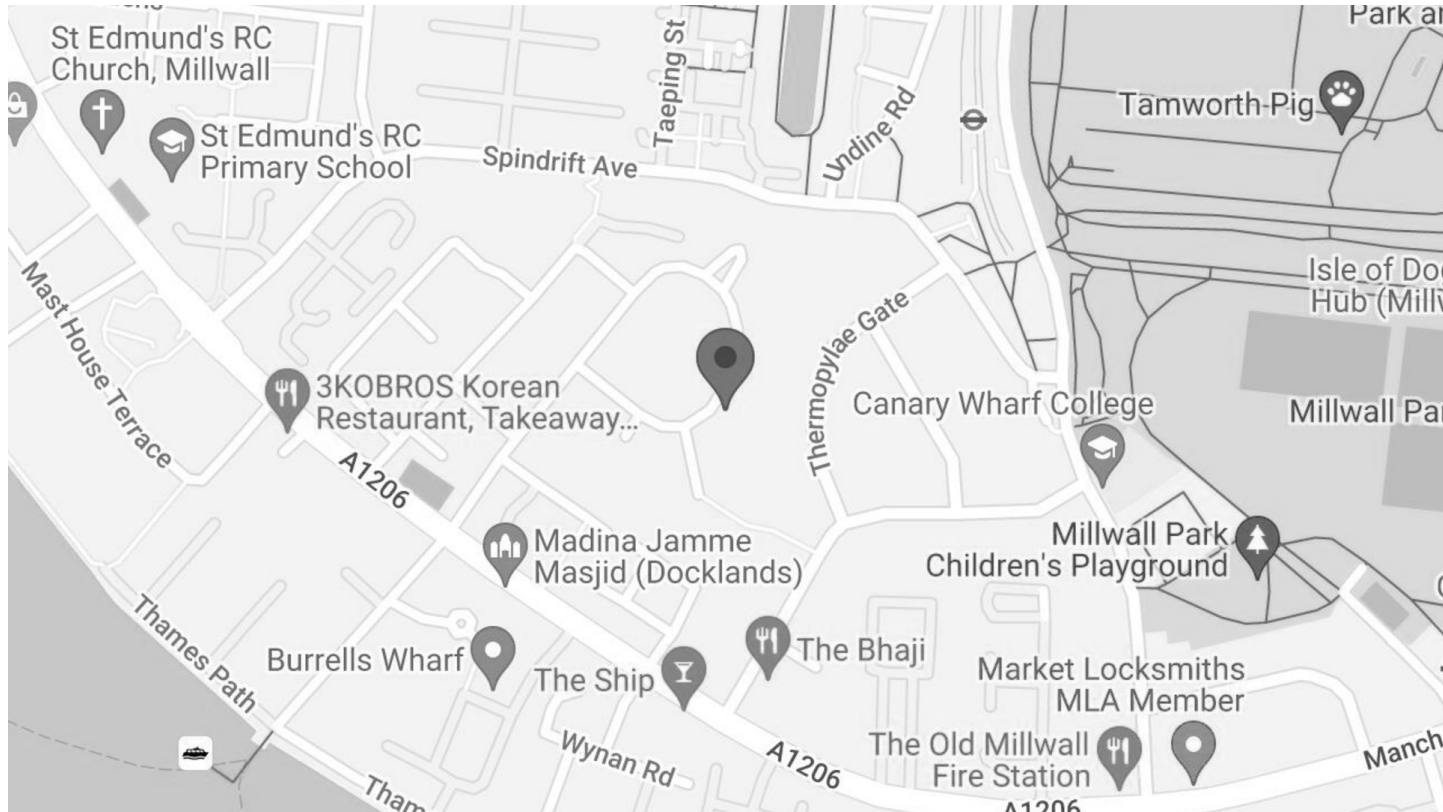 Park an
St Edmund's RC
Church, Millwall
Taeping St
Tamworth Pig
Undine Rd
St Edmund's RC
Primary School
Spindrift Ave
Mast House Terrace
Isle of Do
Hub (Mill
Thermopylae Gate
3KOBROS Korean
Restaurant, Takeaway...
Canary Wharf College
Millwall Pa
A1206
Madina Jamme
Masjid (Docklands)
Millwall Park
Children's Playground
Thames Path
Burrells Wharf
The Ship
The Bhaji
Market Locksmiths
MLA Member
Wynan Rd
A1206
The Old Millwall
Fire Station
Manch
Tham
A1206